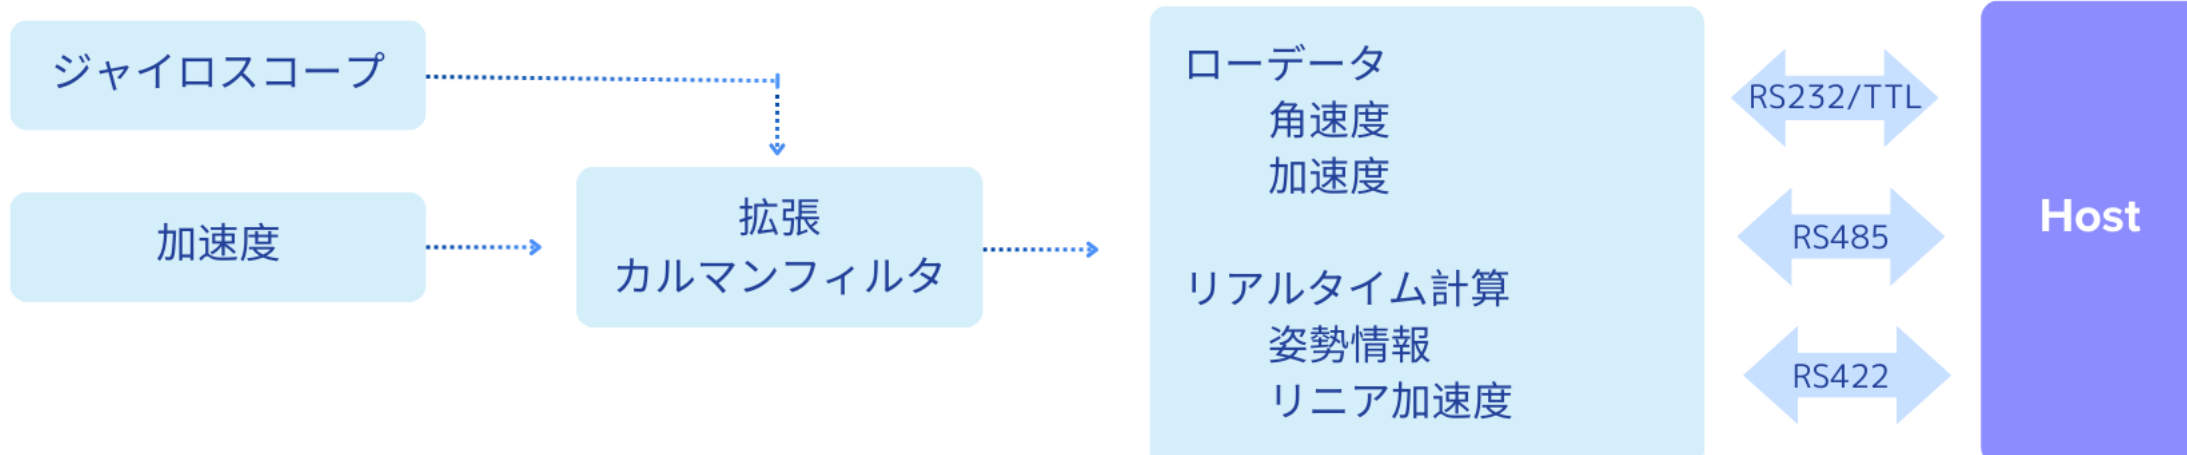 ジャイロスコープ
加速度
拡張
カルマンフィルタ
ローデータ
角速度
加速度
リアルタイム計算
姿勢情報
リニア加速度
RS232/TTL
RS485
RS422
Host